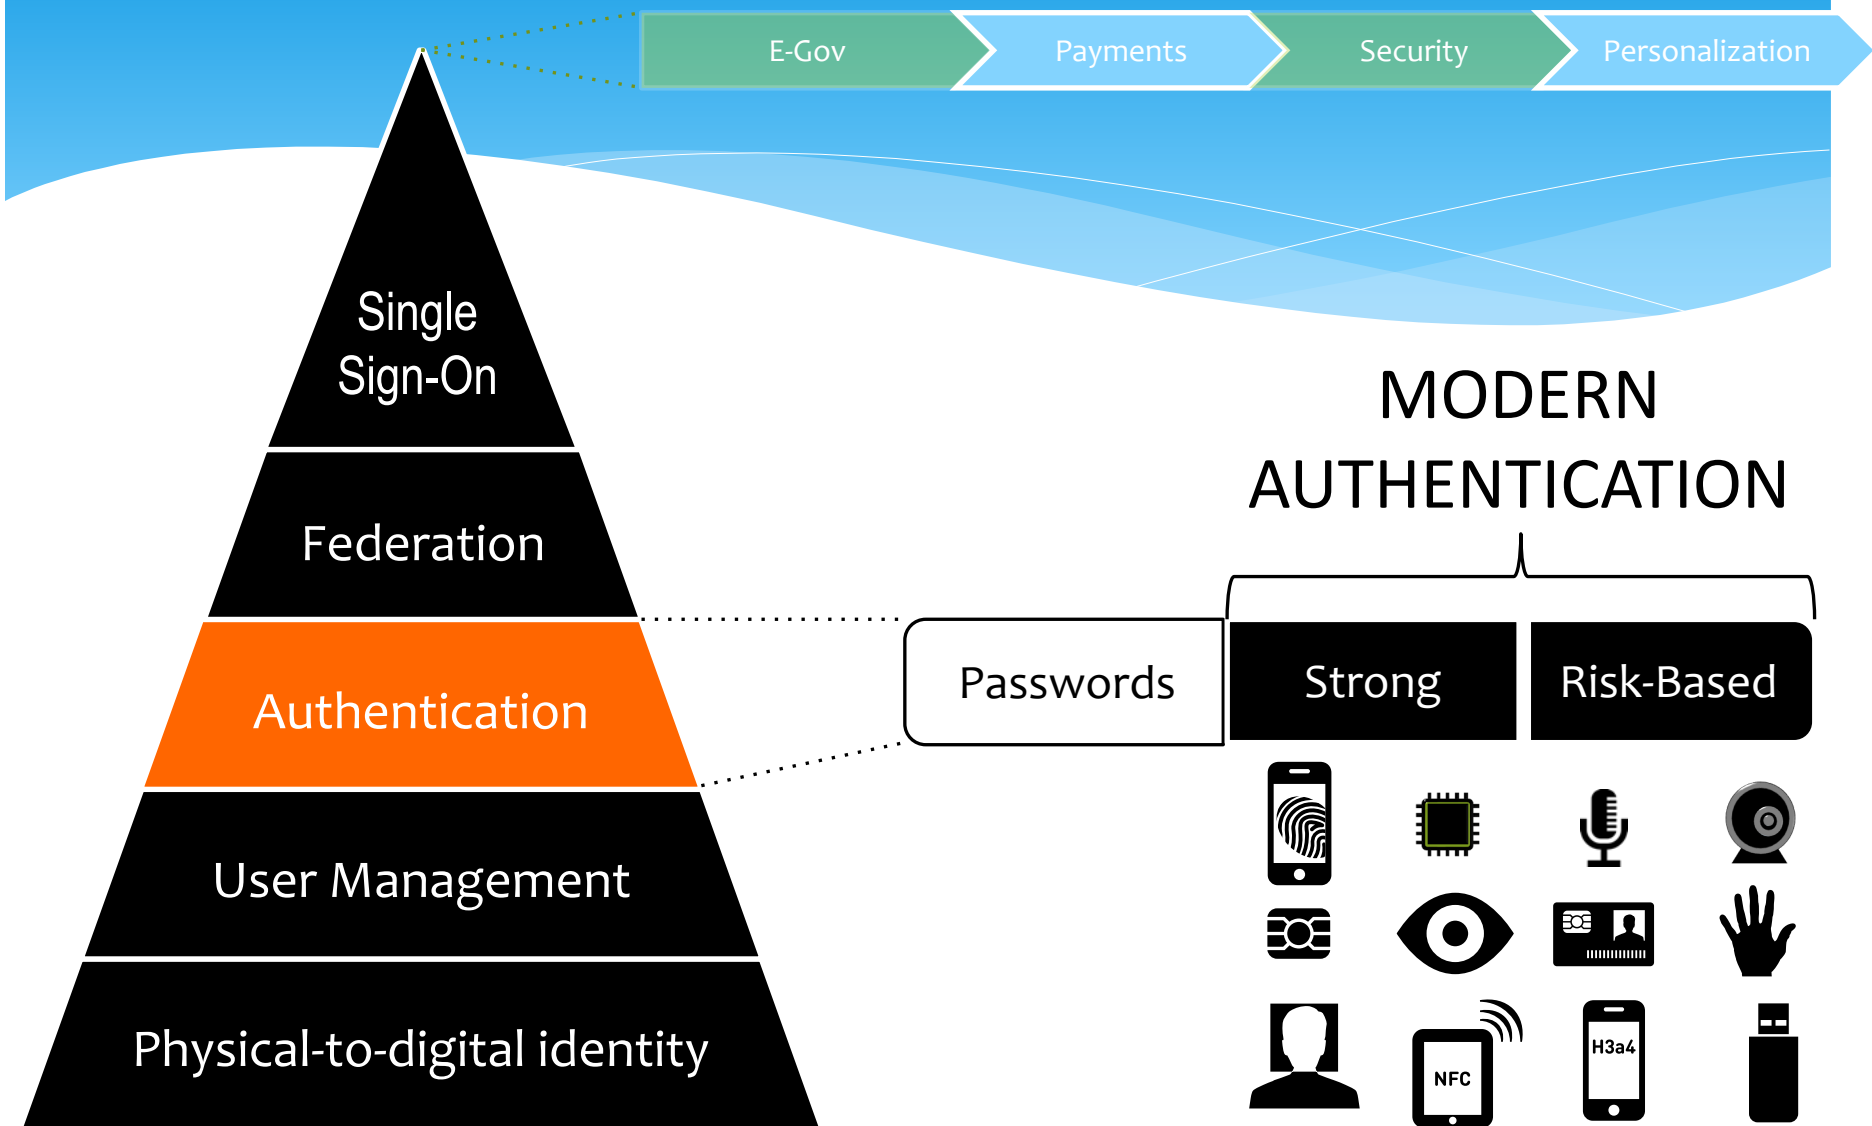 E-Gov
Payments
Security
Personalization
Single
Sign-On
Federation
Authentication
User Management
Physical-to-digital identity
MODERN
AUTHENTICATION
Passwords
Strong
Risk-Based
NFC
H3a4